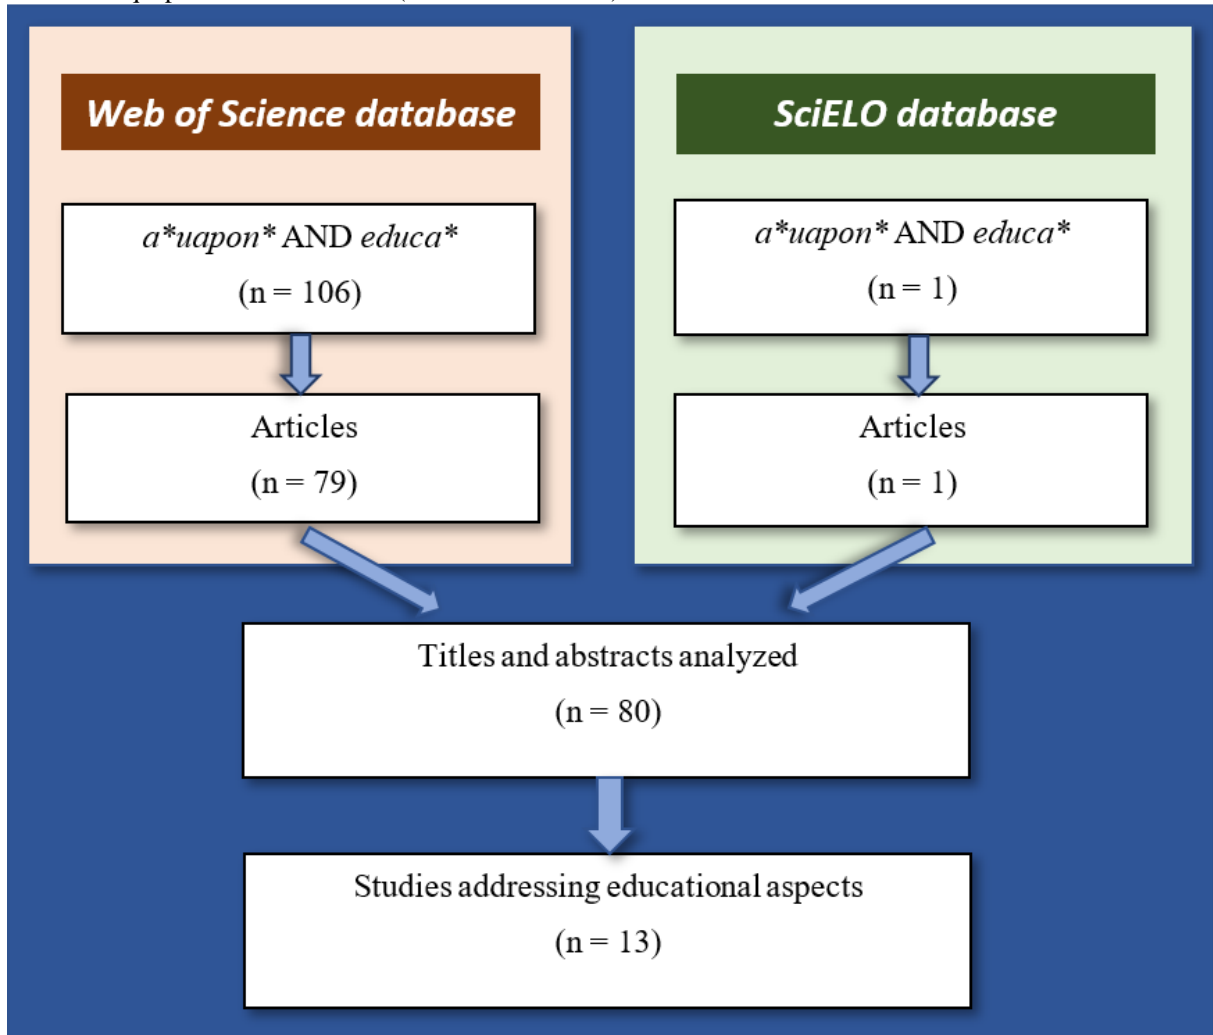 Web of Science database
a*uapon* AND educa*
(n = 106)
Articles
(n = 79)
SciELO database
a*uapon* AND educa*
(n = 1)
Articles
(n = 1)
Titles and abstracts analyzed
(n = 80)
Studies addressing educational aspects
(n = 13)